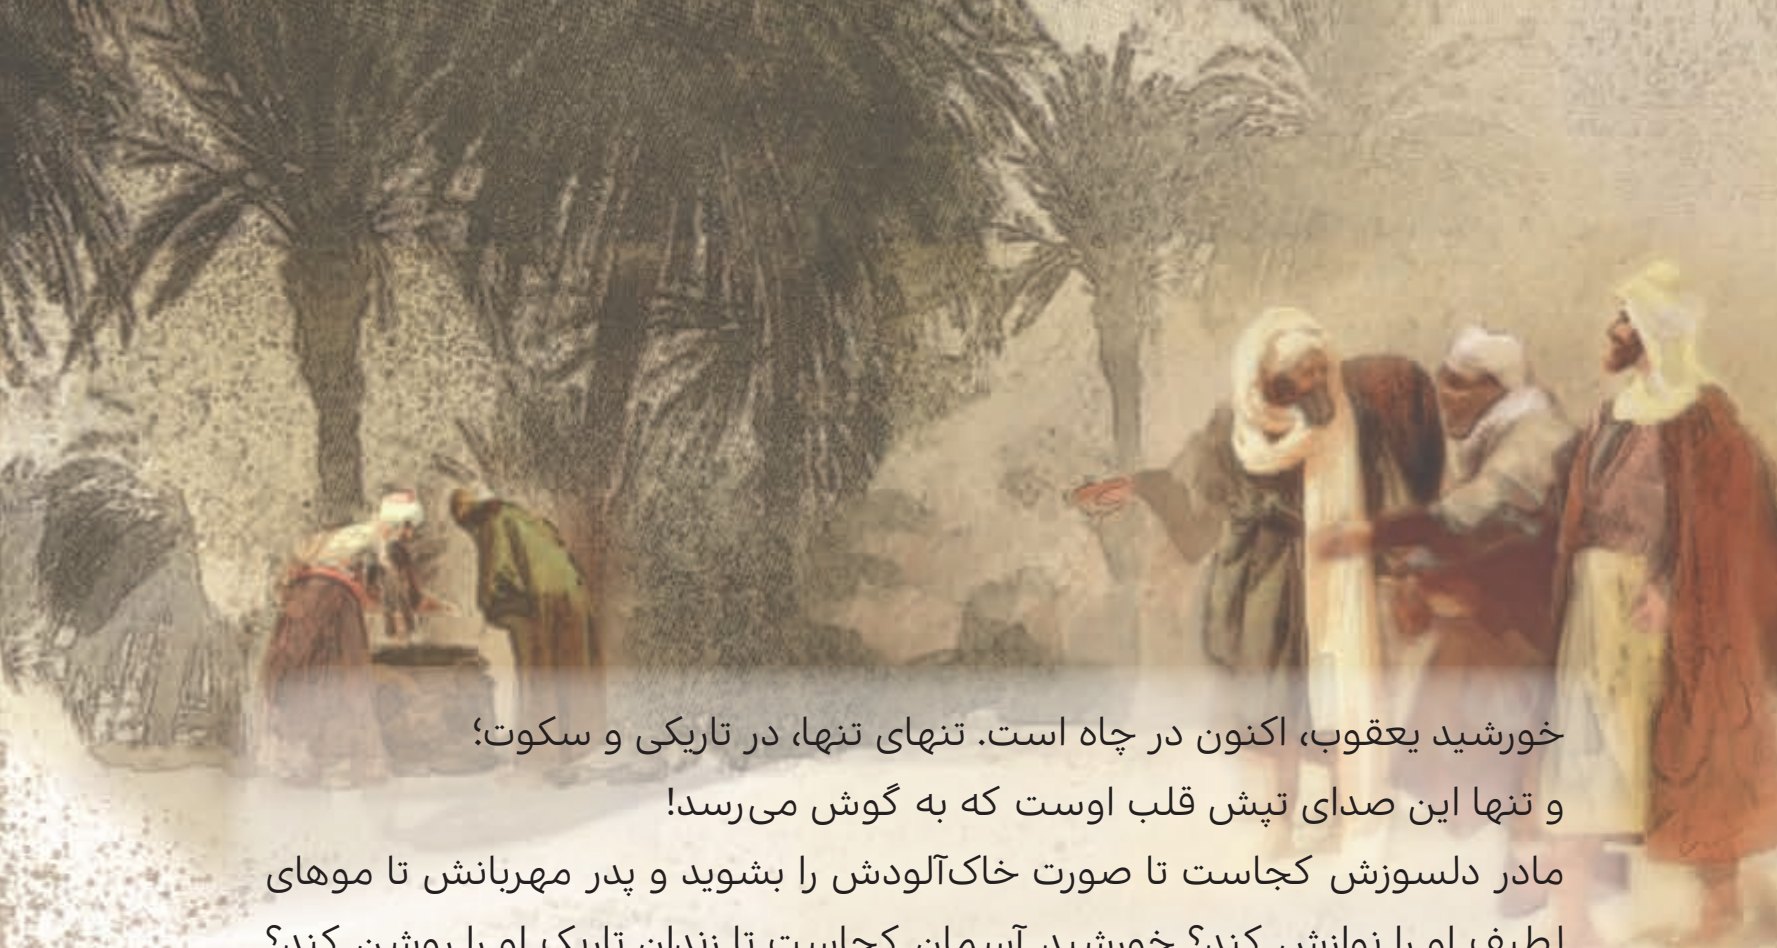 خورشید یعقوب، اکنون در چاه است. تنهای تنها، در تاریکی و سکوت؛
و تنها این صدای تپش قلب اوست که به گوش می‌رسد!
مادر دلسوزش کجاست تا صورت خاک‌آلودش را بشوید و پدر مهربانش تا موهای
لطیف او را نوازش کند؟ خورشید آسمان کجاست تا زندان تاریک او را روشن کند؟